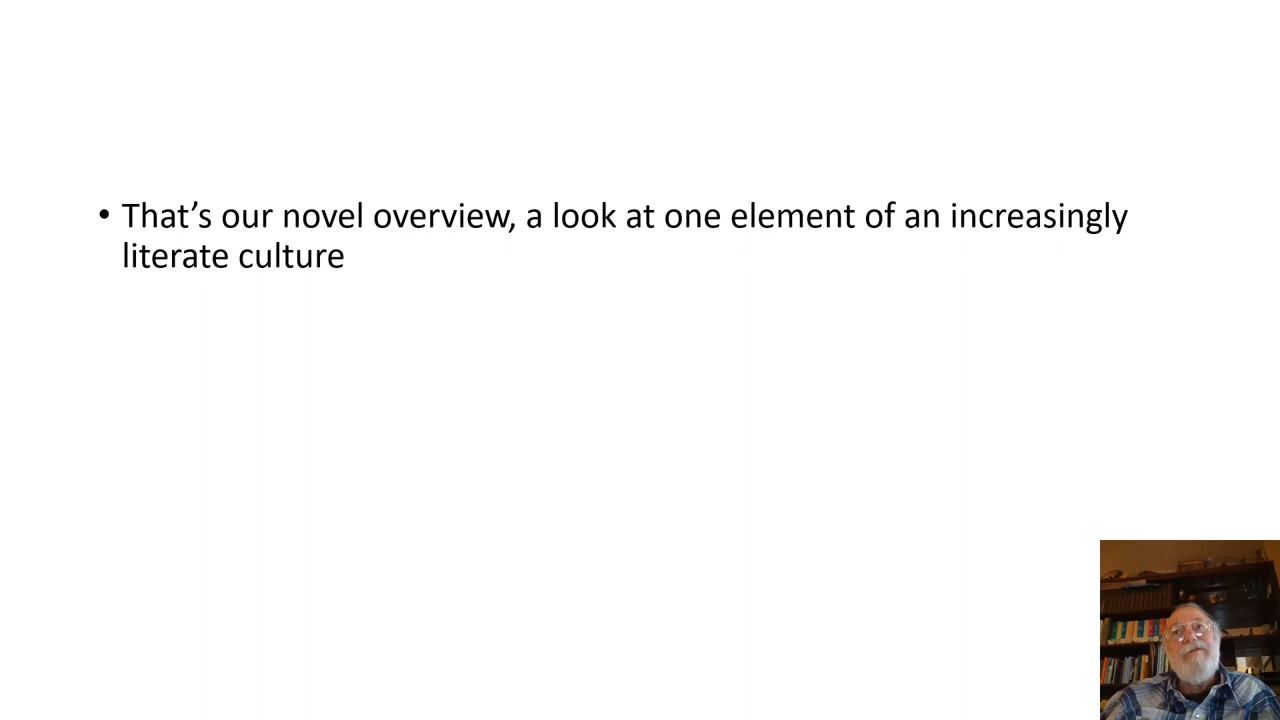 • That’s our novel overview, a look at one element of an increasingly
literate culture